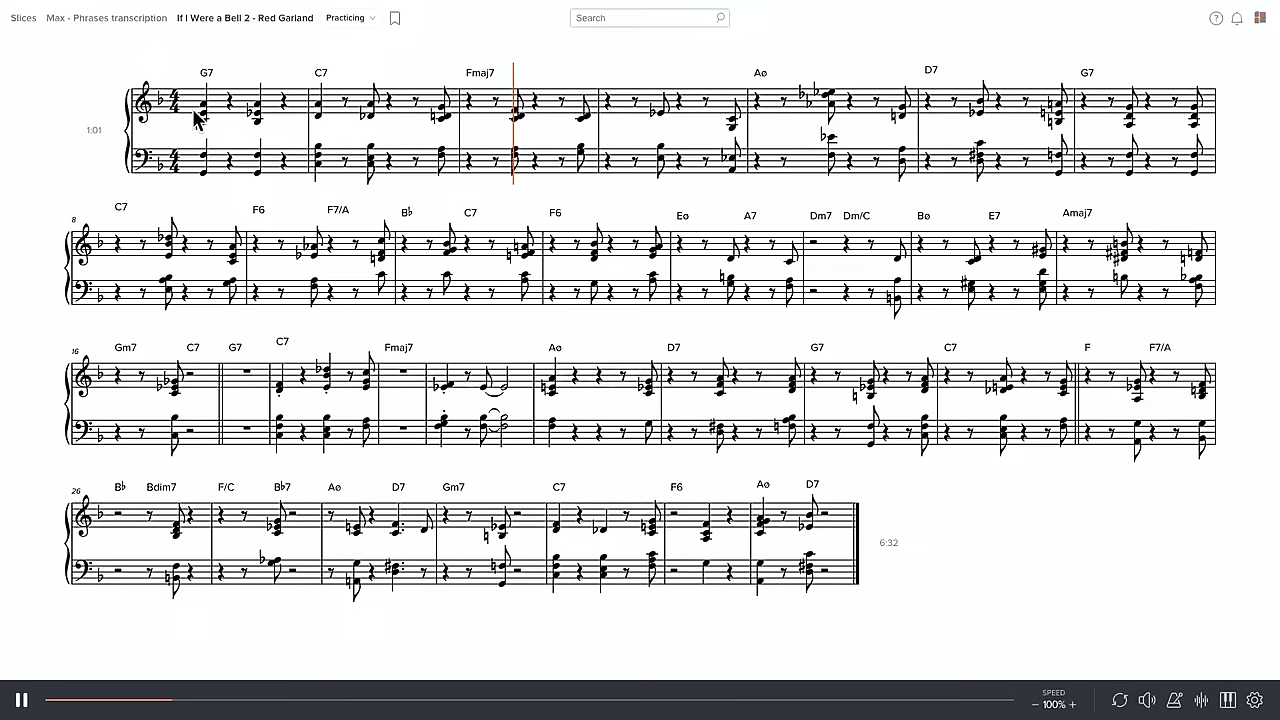 Slices Max - Phrases transcription If I Were a Bell 2 - Red Garland Practicing Search ?
G7 C7 Fmaj7 Aø D7 G7
1:01
8 C7 F6 F7/A B♭ C7 F6 Eø A7 Dm7 Dm/C Bø E7 Amaj7
16 Gm7 C7 G7 C7 Fmaj7 Aø D7 G7 C7 F F7/A
26 B♭ Bdim7 F/C B♭7 Aø D7 Gm7 C7 F6 Aø D7
6:32
SPEED
− 100% +